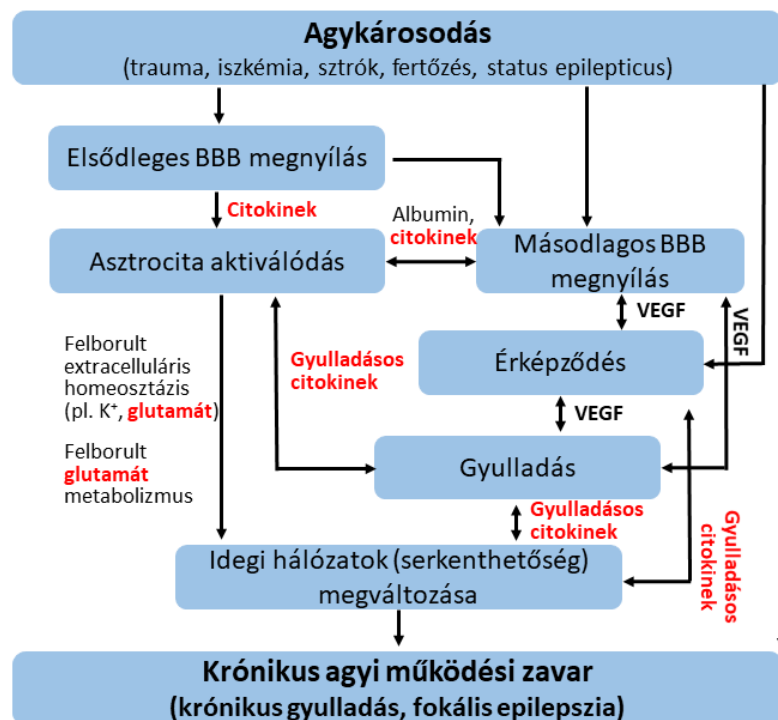 Agykárosodás
(trauma, iszkémia, sztrók, fertőzés, status epilepticus)
Elsődleges BBB megnyílás
Citokinek
Albumin,
citokinek
Asztrocita aktiválódás
Másodlagos BBB
megnyílás
VEGF
VEGF
Felborult
extracelluláris
homeosztázis
(pl. K⁺, glutamát)
Gyulladásos
citokinek
Érképződés
VEGF
Felborult
glutamát
metabolizmus
Gyulladás
Gyulladásos
citokinek
Gyulladásos
citokinek
Idegi hálózatok (serkenthetőség)
megváltozása
Krónikus agyi működési zavar
(krónikus gyulladás, fokális epilepszia)